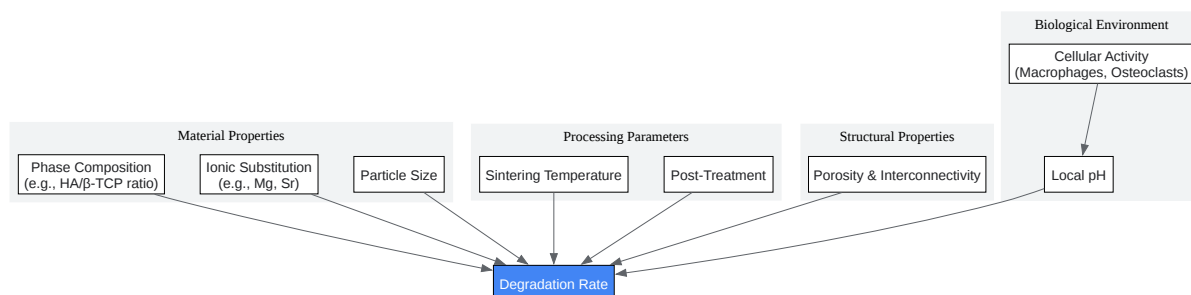 Biological Environment
Cellular Activity
(Macrophages, Osteoclasts)
Material Properties
Processing Parameters
Structural Properties
Phase Composition
(e.g., HA/β-TCP ratio)
Ionic Substitution
(e.g., Mg, Sr)
Particle Size
Sintering Temperature
Post-Treatment
Porosity & Interconnectivity
Local pH
Degradation Rate